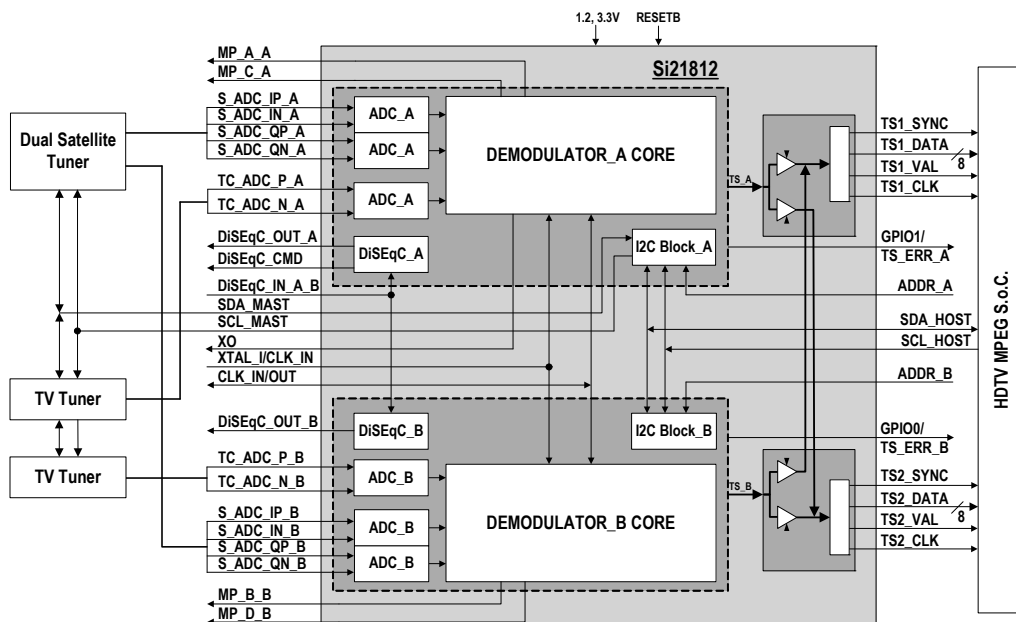 1.2, 3.3V RESETB
Si21812
MP_A_A
MP_C_A
S_ADC_IP_A
S_ADC_IN_A
S_ADC_QP_A
S_ADC_QN_A
TC_ADC_P_A
TC_ADC_N_A
DiSEqC_OUT_A
DiSEqC_CMD
DiSEqC_IN_A_B
SDA_MAST
SCL_MAST
XO
XTAL_I/CLK_IN
CLK_IN/OUT
DiSEqC_OUT_B
TC_ADC_P_B
TC_ADC_N_B
S_ADC_IP_B
S_ADC_IN_B
S_ADC_QP_B
S_ADC_QN_B
MP_B_B
MP_D_B
Dual Satellite
Tuner
TV Tuner
TV Tuner
ADC_A
ADC_A
ADC_A
DiSEqC_A
DEMODULATOR_A CORE
I2C Block_A
TS_A
DiSEqC_B
I2C Block_B
ADC_B
ADC_B
ADC_B
DEMODULATOR_B CORE
TS_B
TS1_SYNC
TS1_DATA
8
TS1_VAL
TS1_CLK
GPIO1/
TS_ERR_A
ADDR_A
SDA_HOST
SCL_HOST
ADDR_B
GPIO0/
TS_ERR_B
TS2_SYNC
TS2_DATA
8
TS2_VAL
TS2_CLK
HDTV MPEG S.o.C.